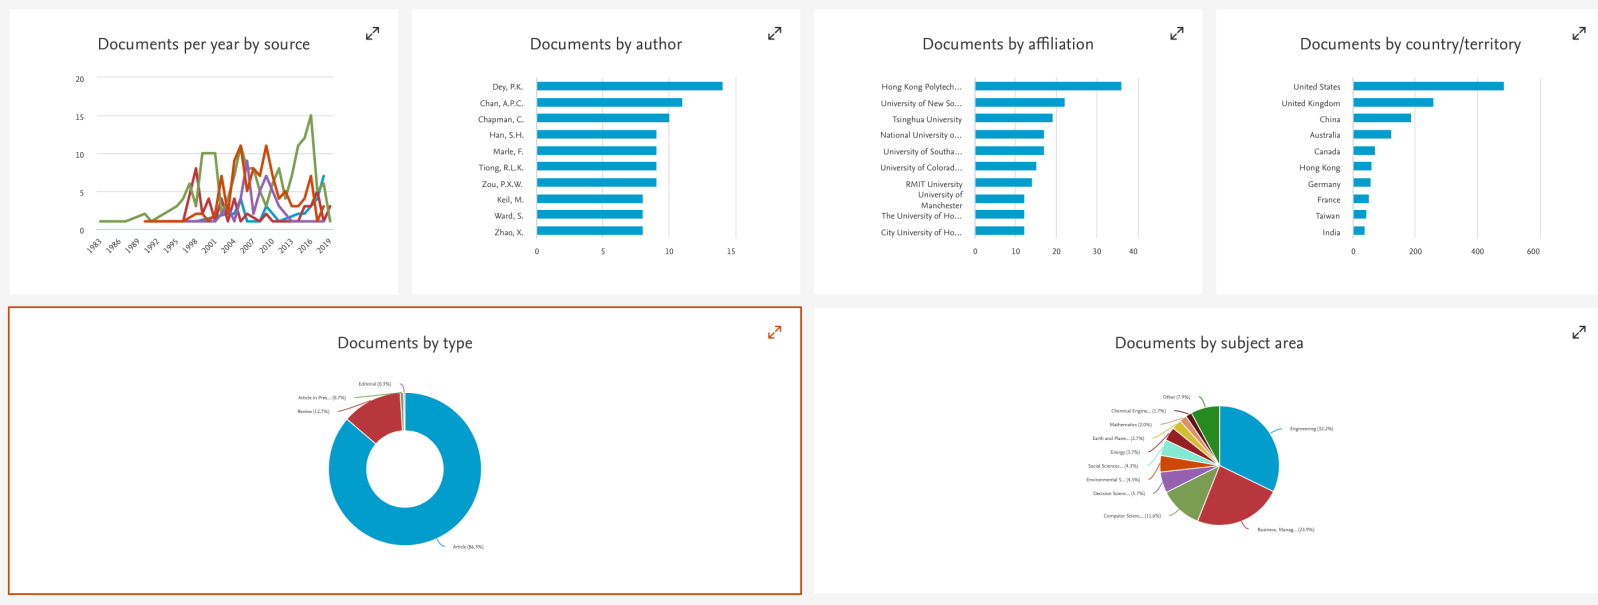 Documents per year by source
20
15
10
5
0
1983
1986
1989
1992
1995
1998
2001
2004
2007
2010
2013
2016
2019
Documents by author
Dey, P.K.
Chan, A.P.C.
Chapman, C.
Han, S.H.
Marle, F.
Tiong, R.L.K.
Zou, P.X.W.
Keil, M.
Ward, S.
Zhao, X.
0
5
10
15
Documents by affiliation
Hong Kong Polytech...
University of New So...
Tsinghua University
National University o...
University of Southa...
University of Colorad...
RMIT University
University of
Manchester
The University of Ho...
City University of Ho...
0
10
20
30
40
Documents by country/territory
United States
United Kingdom
China
Australia
Canada
Hong Kong
Germany
France
Taiwan
India
0
200
400
600
Documents by type
Editorial (0.3%)
Article in Pres... (0.7%)
Review (12.7%)
Article (86.3%)
Documents by subject area
Other (7.9%)
Chemical Engine... (1.7%)
Mathematics (2.0%)
Earth and Plane... (2.7%)
Energy (3.7%)
Social Sciences... (4.3%)
Environmental S... (4.5%)
Decision Scienc... (5.7%)
Computer Scienc... (11.6%)
Engineering (32.2%)
Business, Manag... (23.9%)